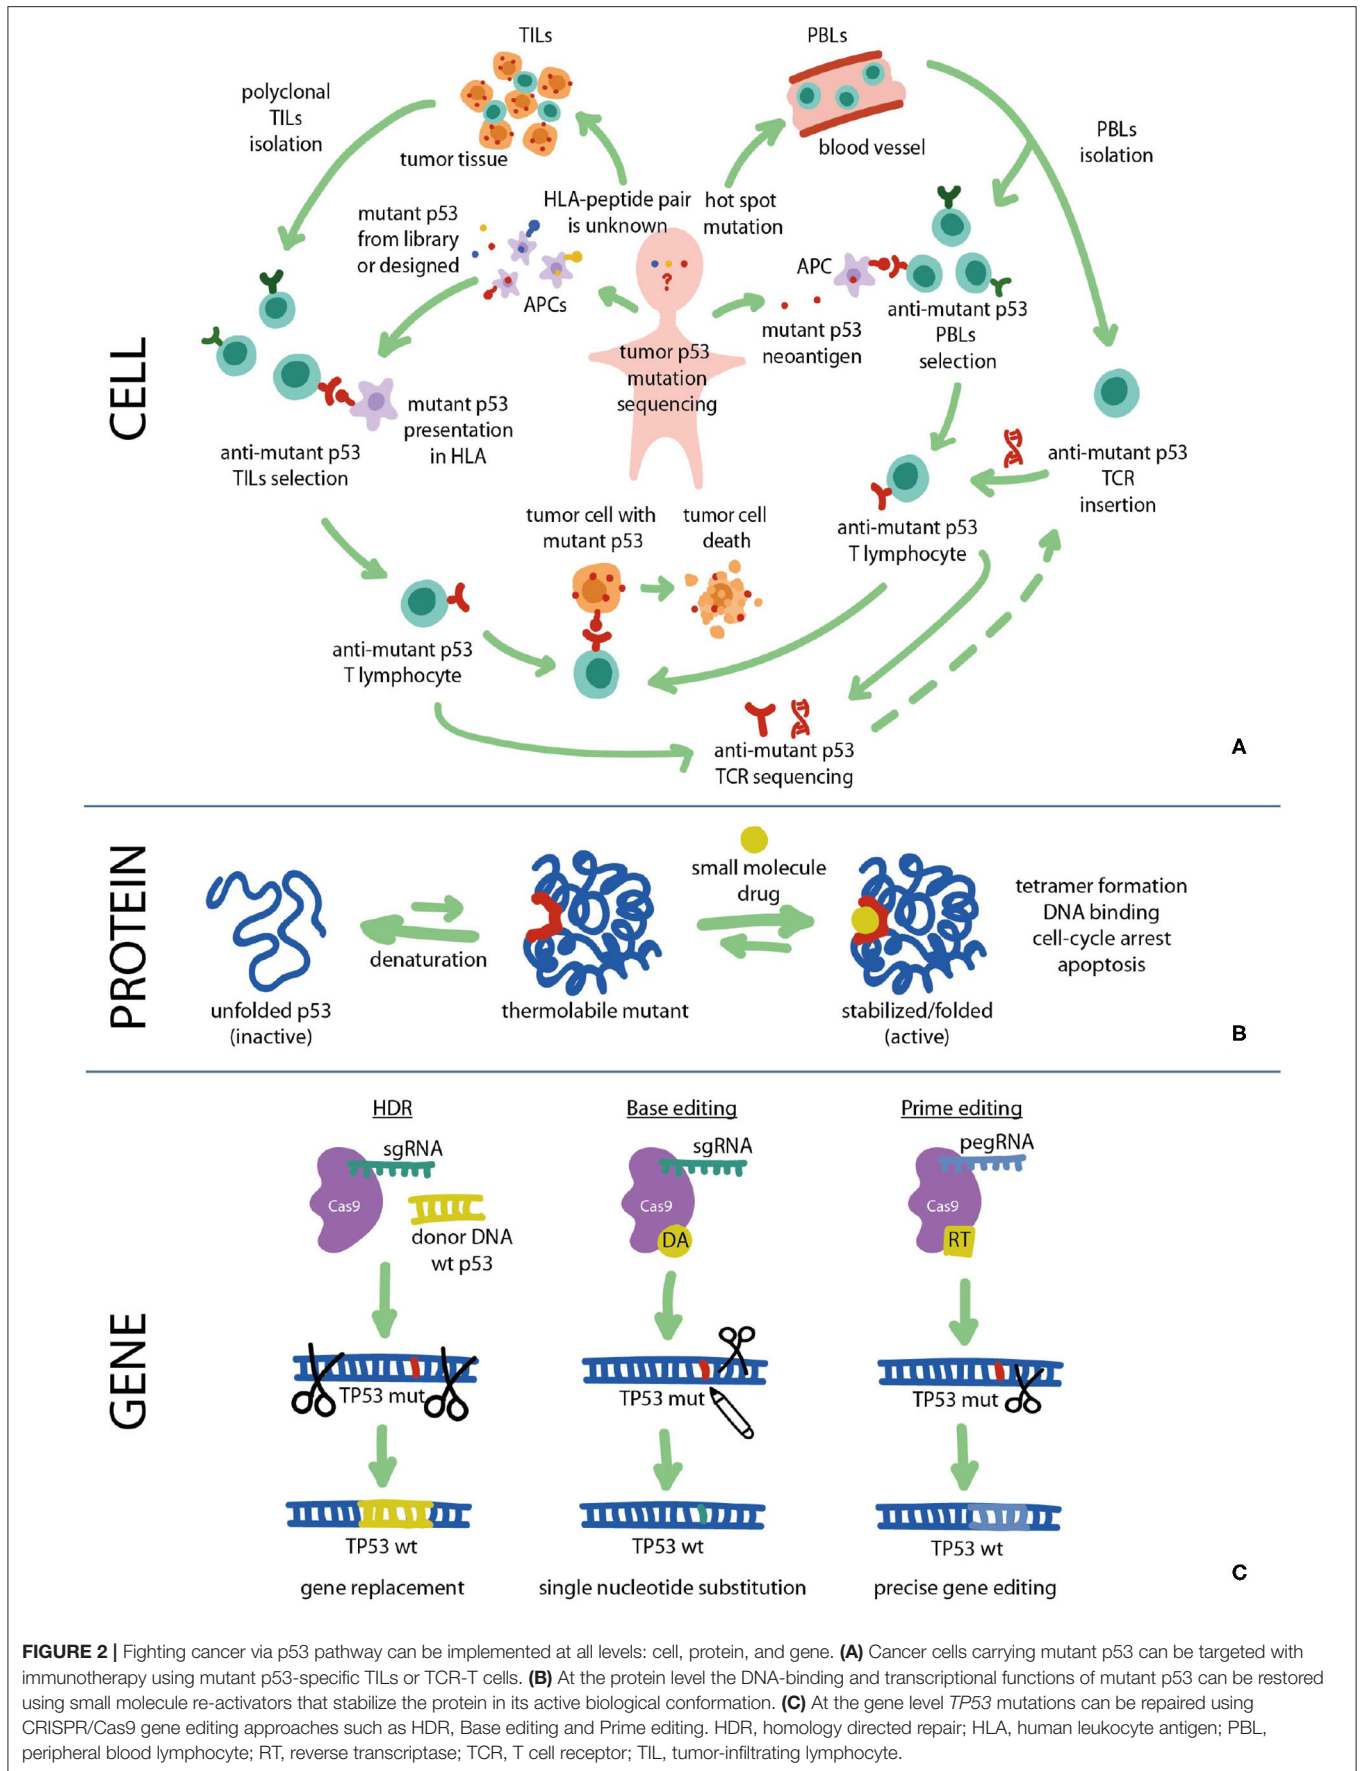 TILs
PBLs
polyclonal
TILs
isolation
tumor tissue
blood vessel
PBLs
isolation
HLA-peptide pair
is unknown
hot spot
mutation
mutant p53
from library
or designed
APCs
?
APC
mutant p53
neoantigen
anti-mutant p53
PBLs
selection
tumor p53
mutation
sequencing
CELL
mutant p53
presentation
in HLA
anti-mutant p53
TILs selection
anti-mutant p53
TCR
insertion
tumor cell with
mutant p53
tumor cell
death
anti-mutant p53
T lymphocyte
anti-mutant p53
T lymphocyte
anti-mutant p53
TCR sequencing
A
PROTEIN
small molecule
drug
denaturation
unfolded p53
(inactive)
thermolabile mutant
stabilized/folded
(active)
tetramer formation
DNA binding
cell-cycle arrest
apoptosis
B
GENE
HDR
sgRNA
Cas9
donor DNA
wt p53
TP53 mut
TP53 wt
gene replacement
Base editing
sgRNA
Cas9
DA
TP53 mut
TP53 wt
single nucleotide substitution
Prime editing
pegRNA
Cas9
RT
TP53 mut
TP53 wt
precise gene editing
C
FIGURE 2 | Fighting cancer via p53 pathway can be implemented at all levels: cell, protein, and gene. (A) Cancer cells carrying mutant p53 can be targeted with
immunotherapy using mutant p53-specific TILs or TCR-T cells. (B) At the protein level the DNA-binding and transcriptional functions of mutant p53 can be restored
using small molecule re-activators that stabilize the protein in its active biological conformation. (C) At the gene level TP53 mutations can be repaired using
CRISPR/Cas9 gene editing approaches such as HDR, Base editing and Prime editing. HDR, homology directed repair; HLA, human leukocyte antigen; PBL,
peripheral blood lymphocyte; RT, reverse transcriptase; TCR, T cell receptor; TIL, tumor-infiltrating lymphocyte.